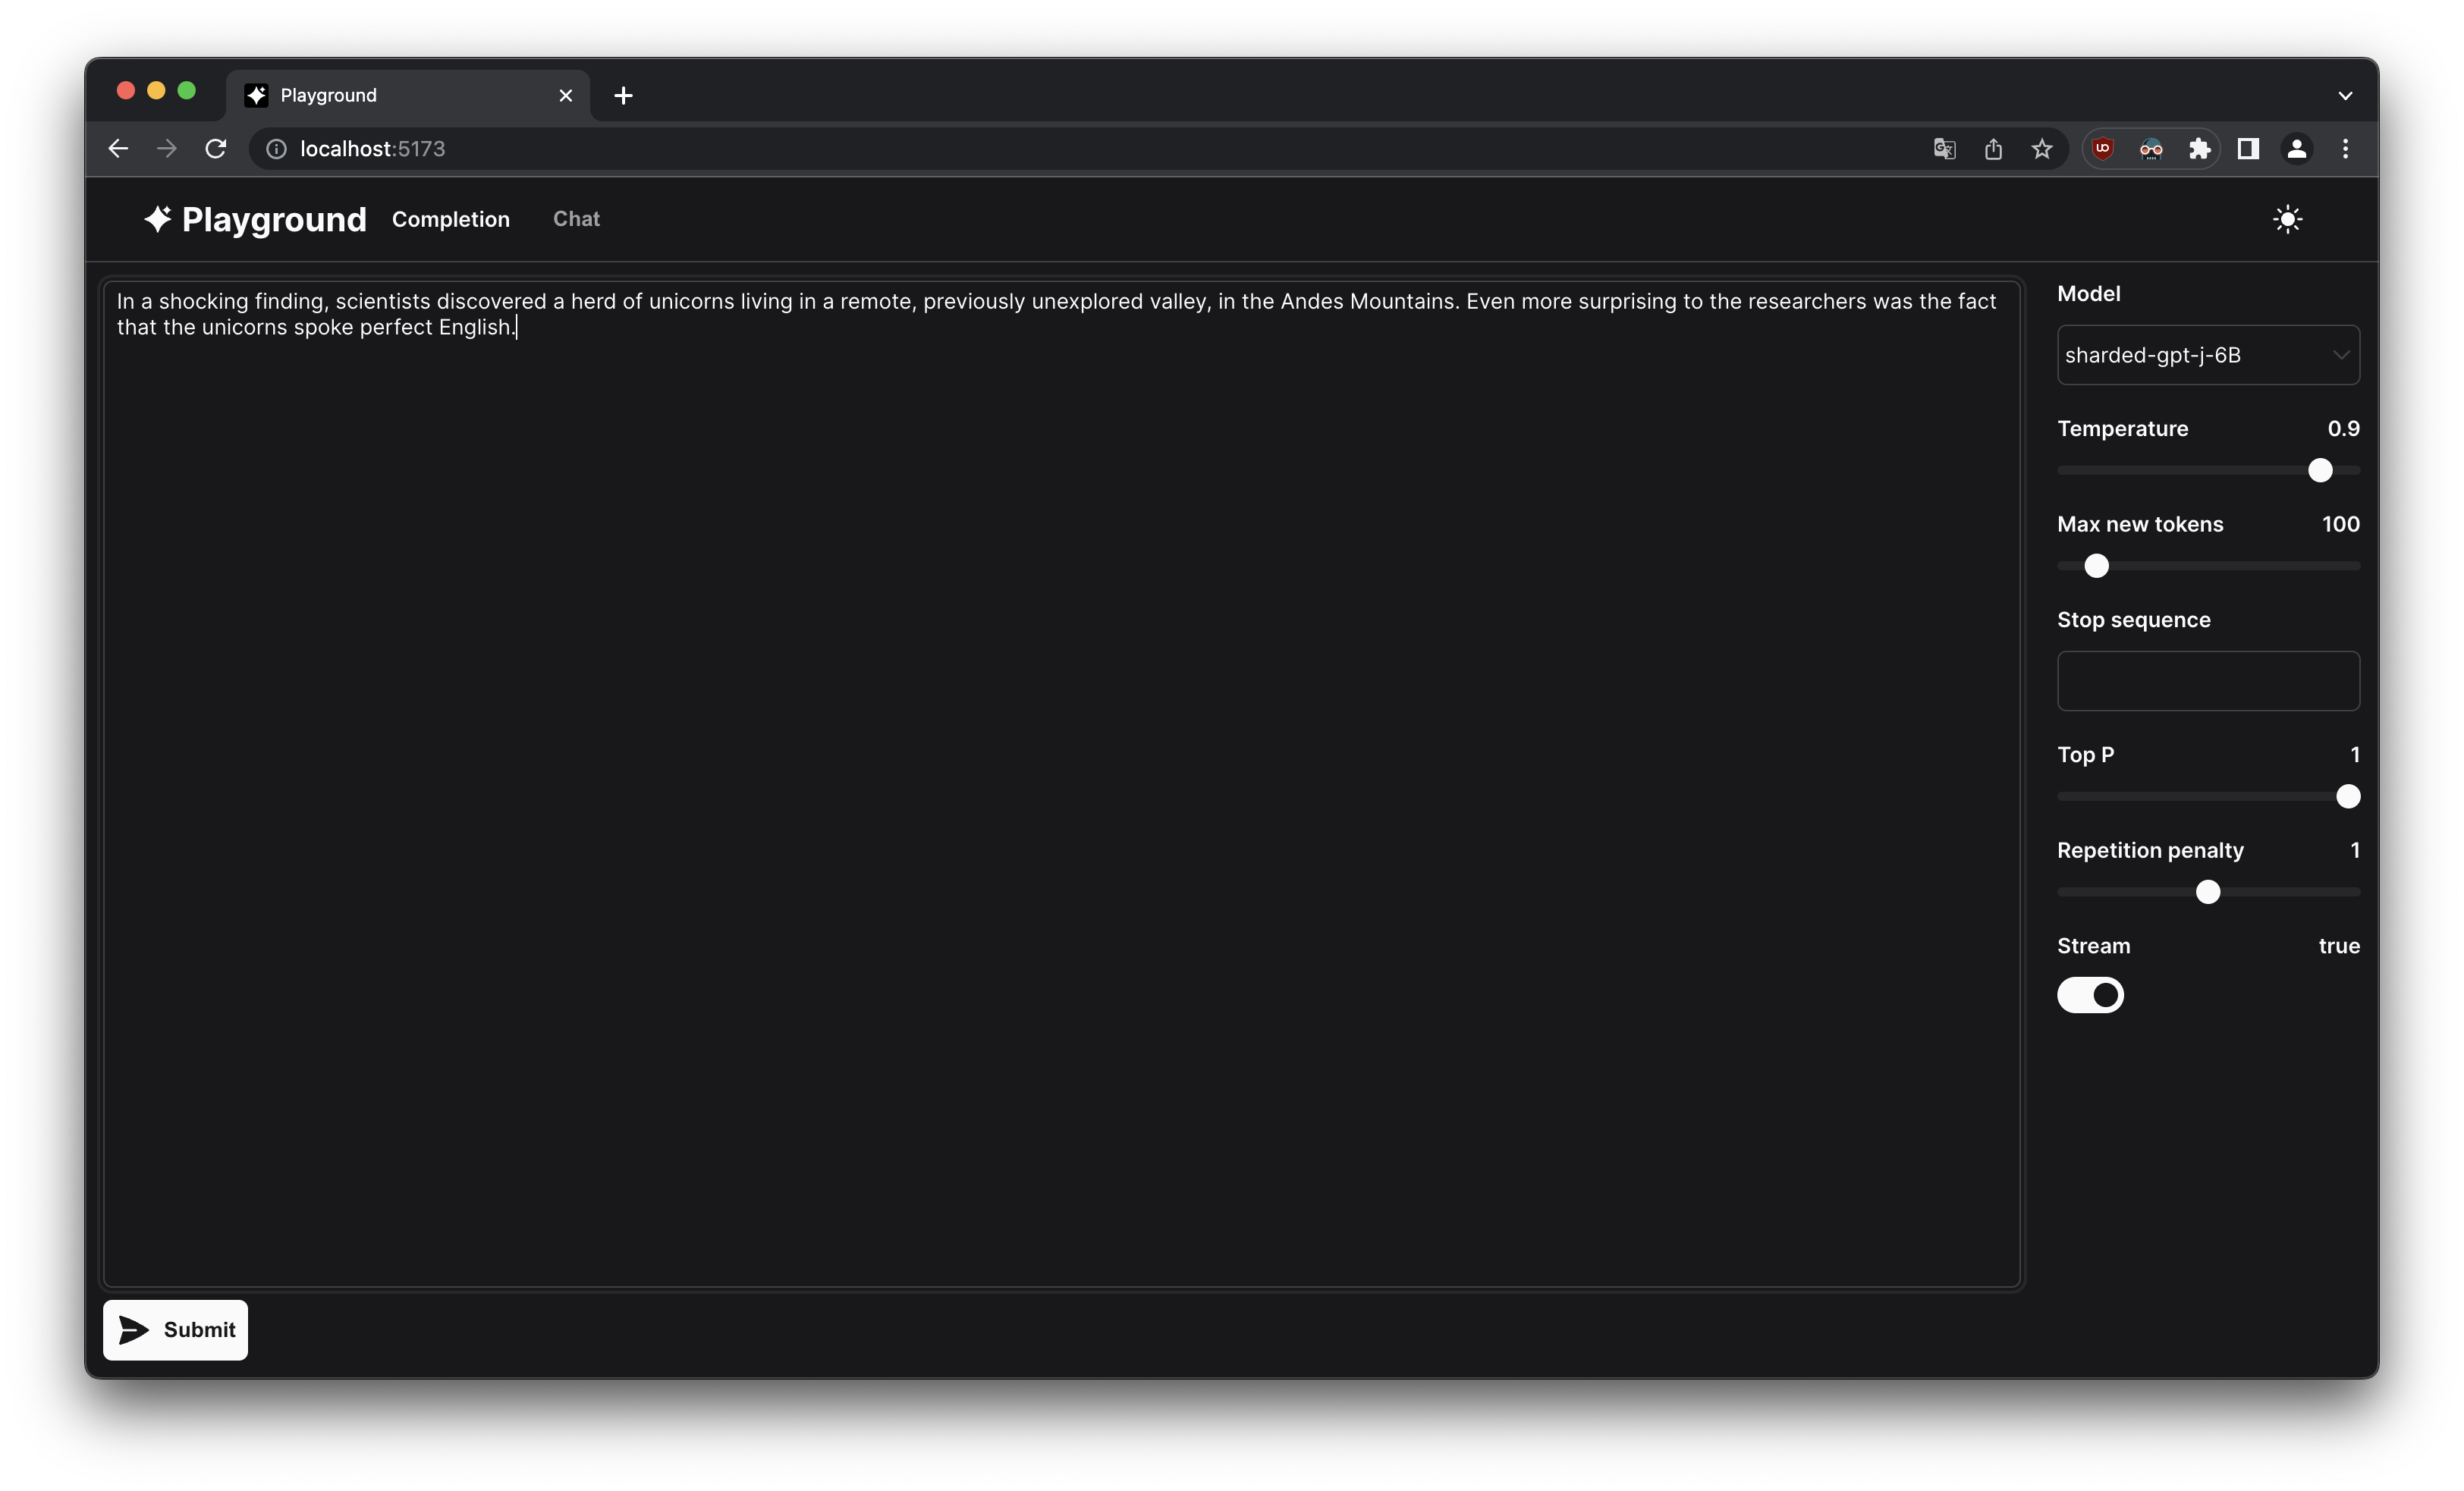 Playground
localhost:5173
Playground Completion Chat
In a shocking finding, scientists discovered a herd of unicorns living in a remote, previously unexplored valley, in the Andes Mountains. Even more surprising to the researchers was the fact
that the unicorns spoke perfect English.
Model
sharded-gpt-j-6B
Temperature 0.9
Max new tokens 100
Stop sequence
Top P 1
Repetition penalty 1
Stream true
Submit